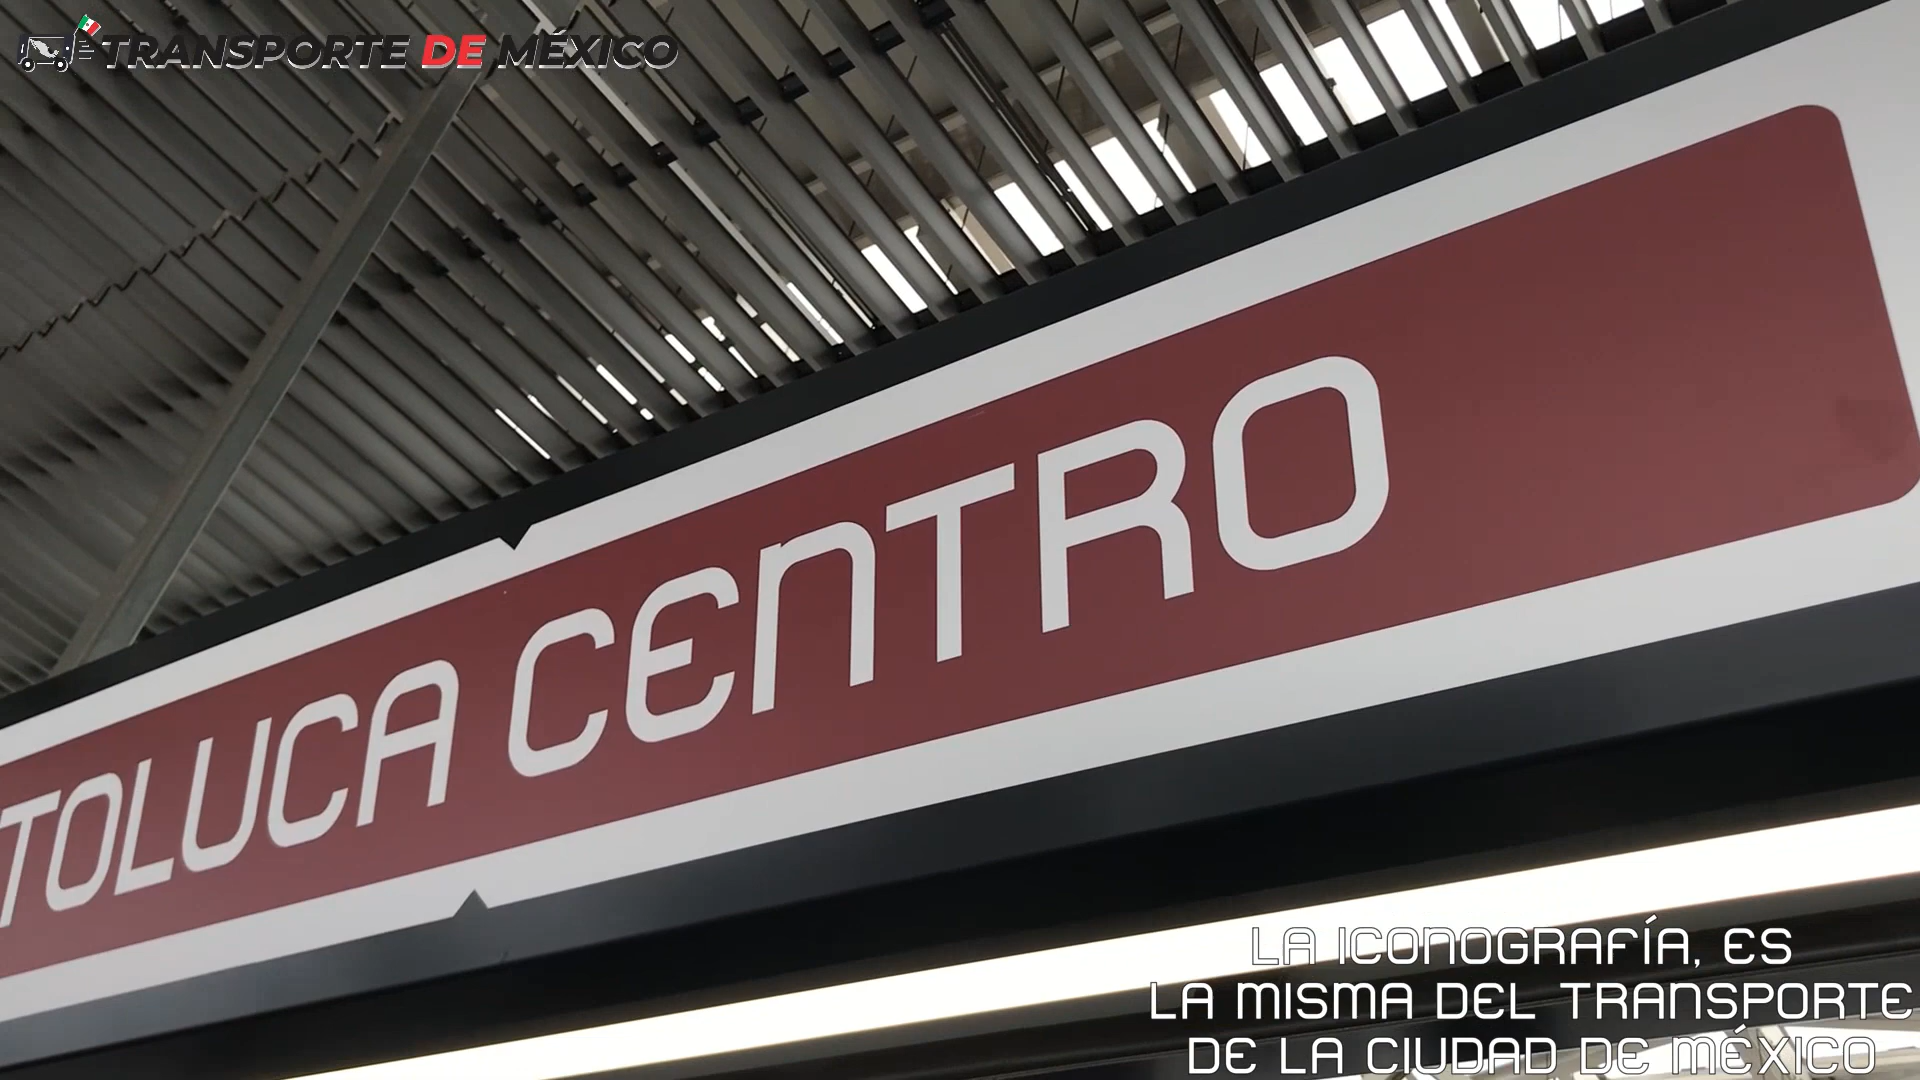 TRANSPORTE DE MÉXICO
TOLUCA CENTRO
LA ICONOGRAFÍA, ES
LA MISMA DEL TRANSPORTE
DE LA CIUDAD DE MÉXICO